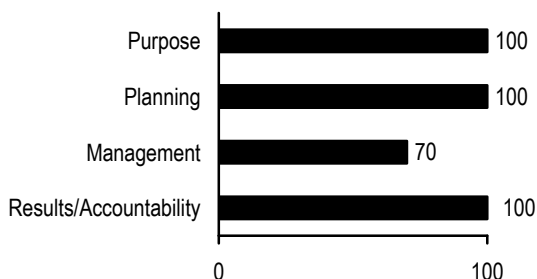 Purpose 100
Planning 100
Management 70
Results/Accountability 100
0 100